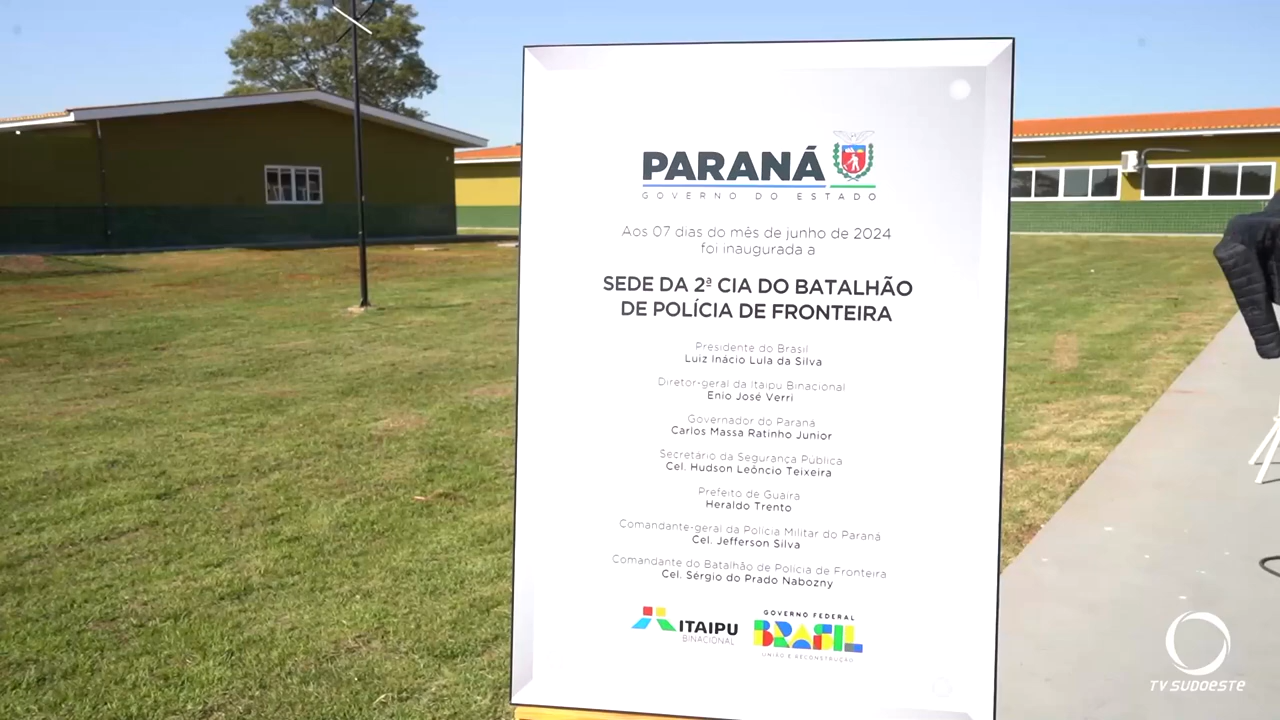 PARANÁ
GOVERNO DO ESTADO
Aos 07 dias do mês de junho de 2024
foi inaugurada a
SEDE DA 2ª CIA DO BATALHÃO
DE POLÍCIA DE FRONTEIRA
Presidente do Brasil
Luiz Inácio Lula da Silva
Diretor-geral da Itaipu Binacional
Enio José Verri
Governador do Paraná
Carlos Massa Ratinho Junior
Secretário da Segurança Pública
Cel. Hudson Leôncio Teixeira
Prefeito de Guaíra
Heraldo Trento
Comandante-geral da Polícia Militar do Paraná
Cel. Jefferson Silva
Comandante do Batalhão de Polícia de Fronteira
Cel. Sérgio do Prado Nabozny
ITAIPU
BINACIONAL
GOVERNO FEDERAL
BRASIL
UNIÃO E RECONSTRUÇÃO
TV SUDOESTE